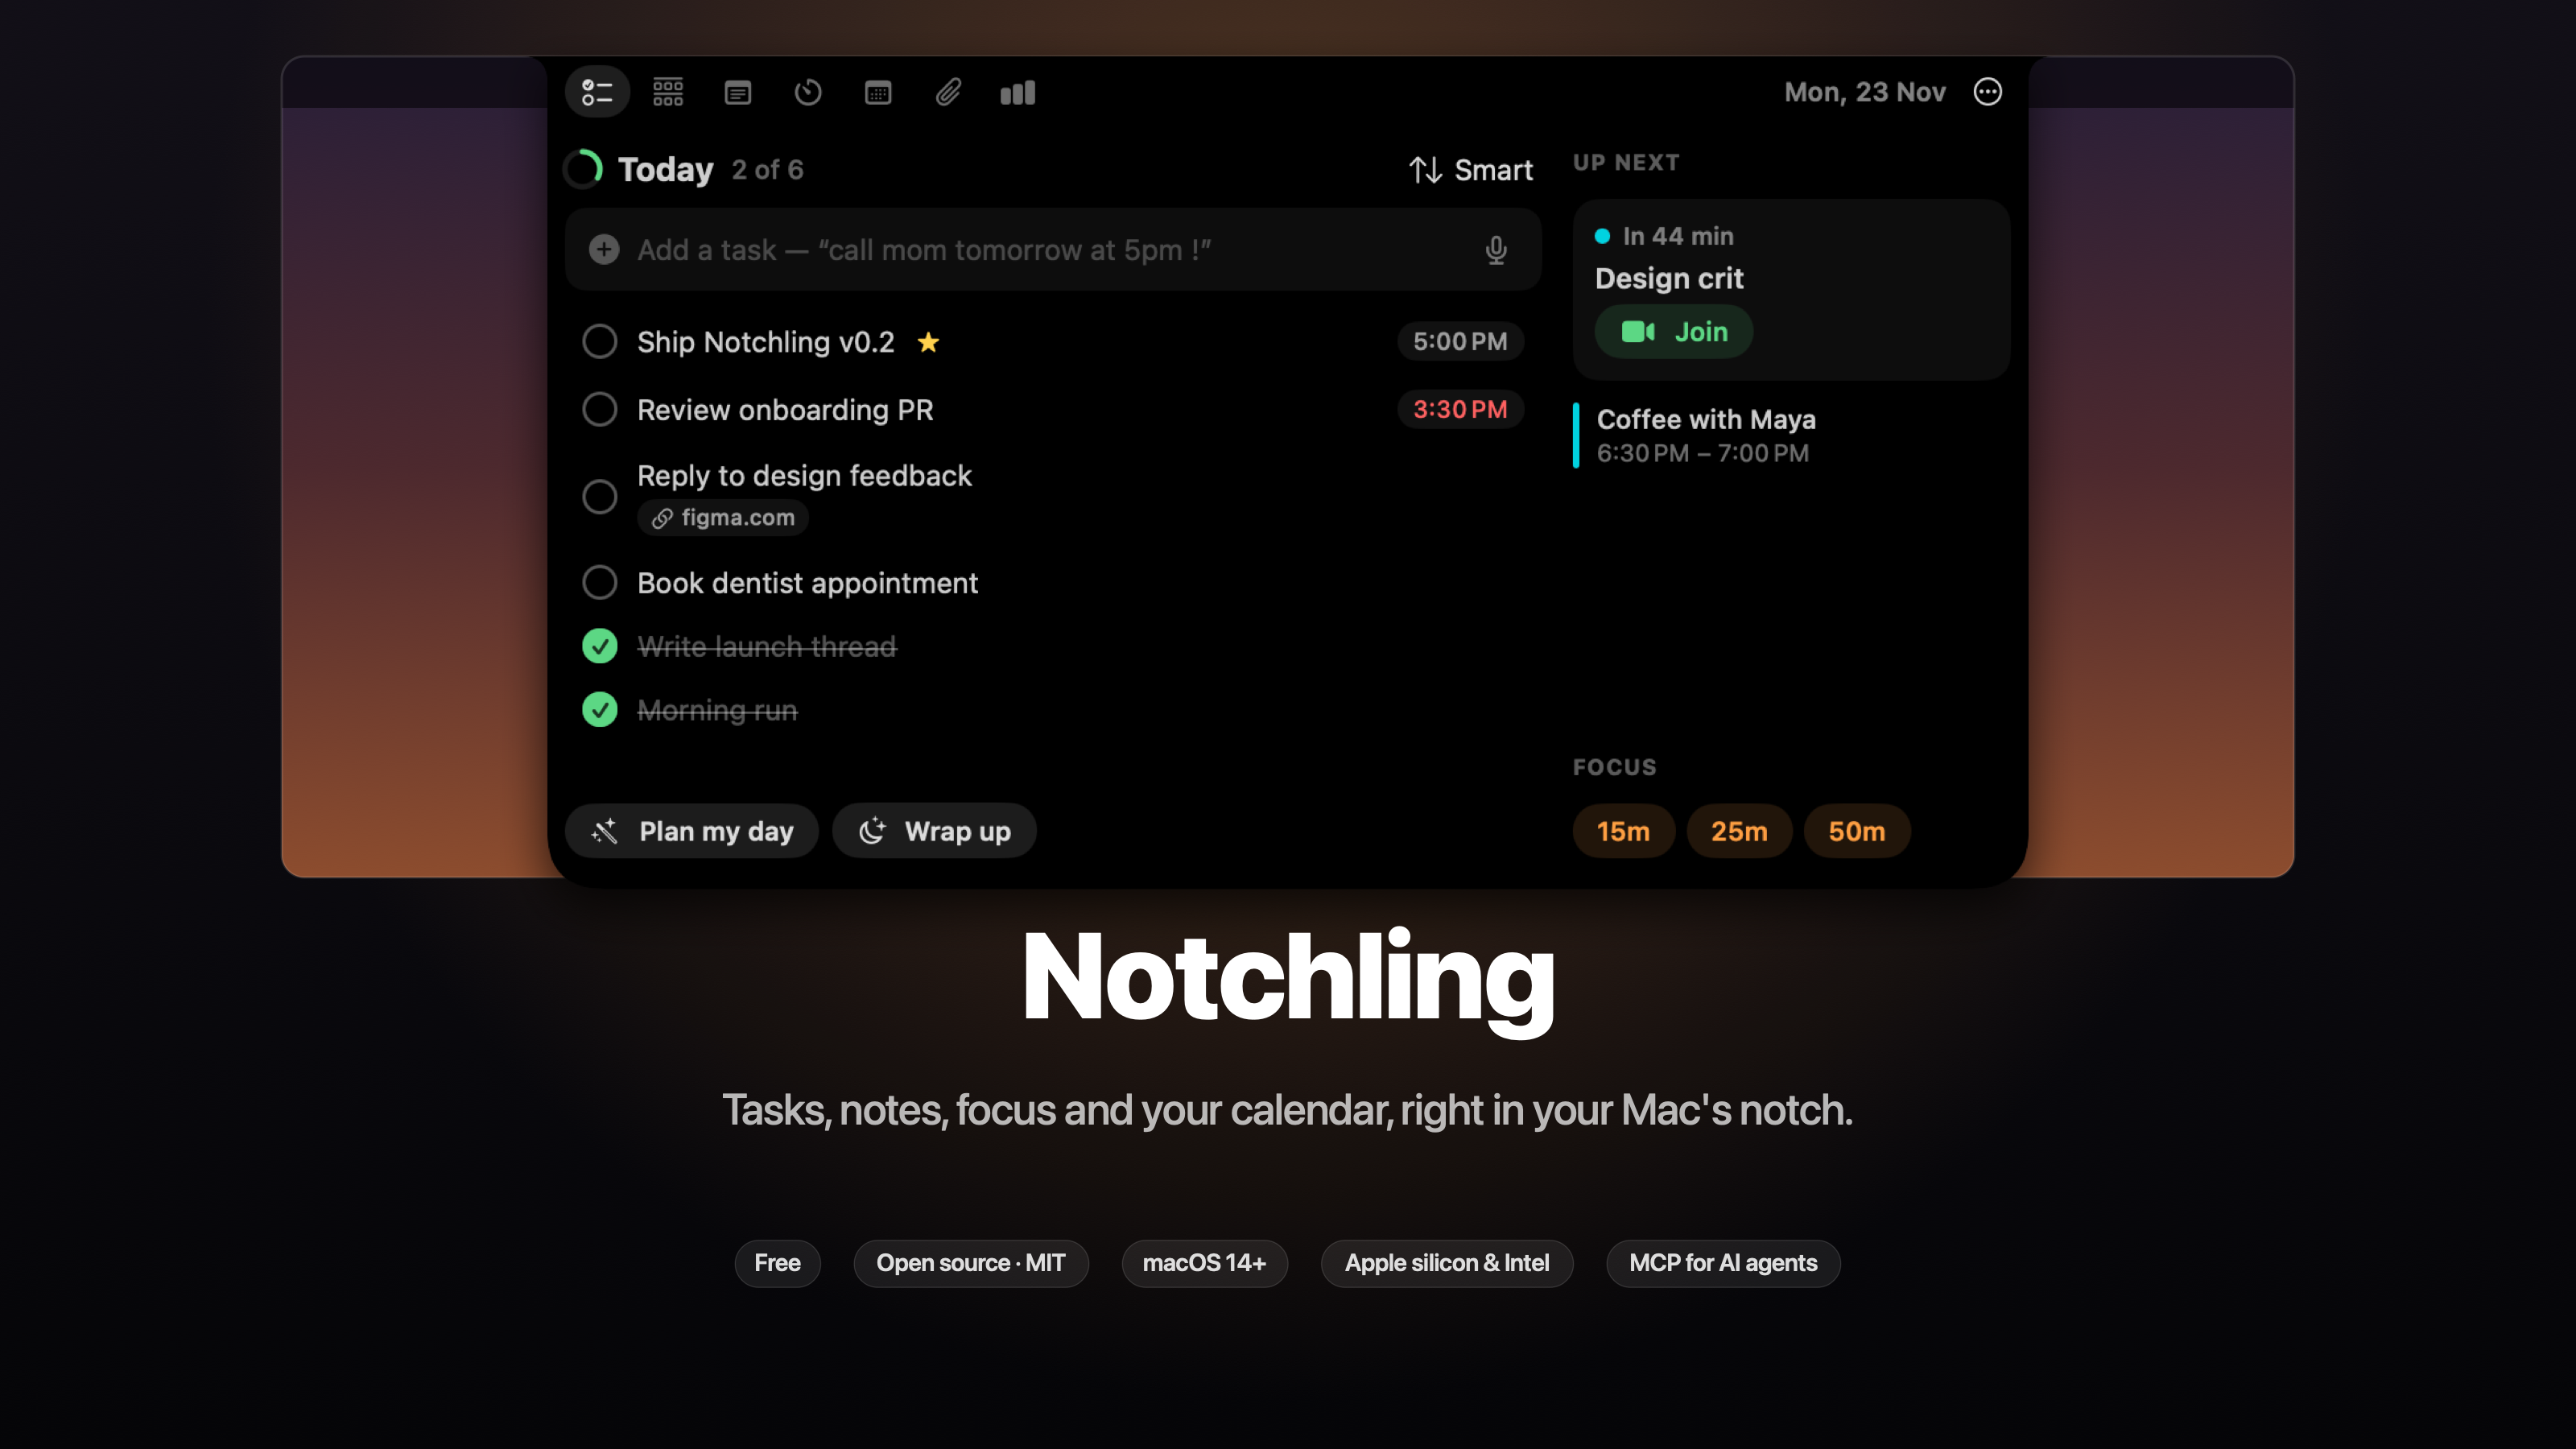 Mon, 23 Nov
Today 2 of 6
Smart
Add a task — “call mom tomorrow at 5pm !”
Ship Notchling v0.2
5:00 PM
Review onboarding PR
3:30 PM
Reply to design feedback
figma.com
Book dentist appointment
Write launch thread
Morning run
Plan my day
Wrap up
UP NEXT
In 44 min
Design crit
Join
Coffee with Maya
6:30 PM – 7:00 PM
FOCUS
15m
25m
50m
Notchling
Tasks, notes, focus and your calendar, right in your Mac's notch.
Free
Open source · MIT
macOS 14+
Apple silicon & Intel
MCP for AI agents